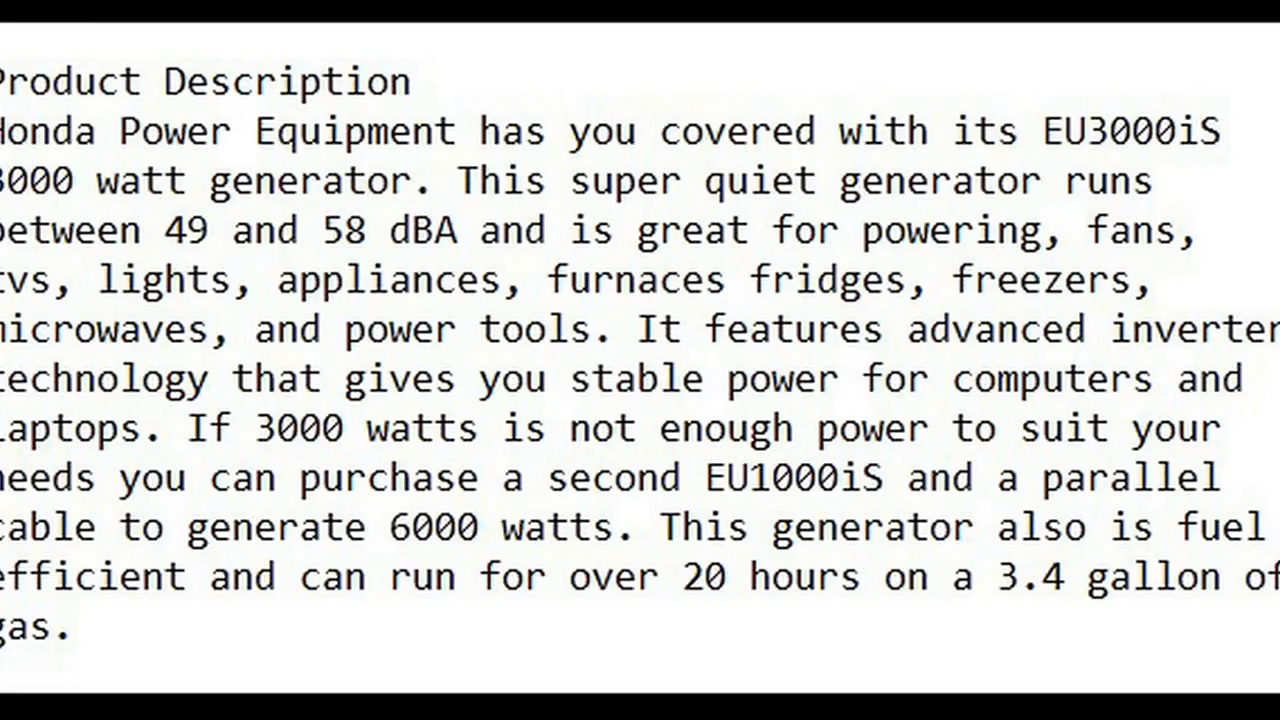 Product Description
Honda Power Equipment has you covered with its EU3000iS
3000 watt generator. This super quiet generator runs
between 49 and 58 dBA and is great for powering, fans,
tvs, lights, appliances, furnaces fridges, freezers,
microwaves, and power tools. It features advanced inverter
technology that gives you stable power for computers and
laptops. If 3000 watts is not enough power to suit your
needs you can purchase a second EU1000iS and a parallel
cable to generate 6000 watts. This generator also is fuel
efficient and can run for over 20 hours on a 3.4 gallon of
gas.